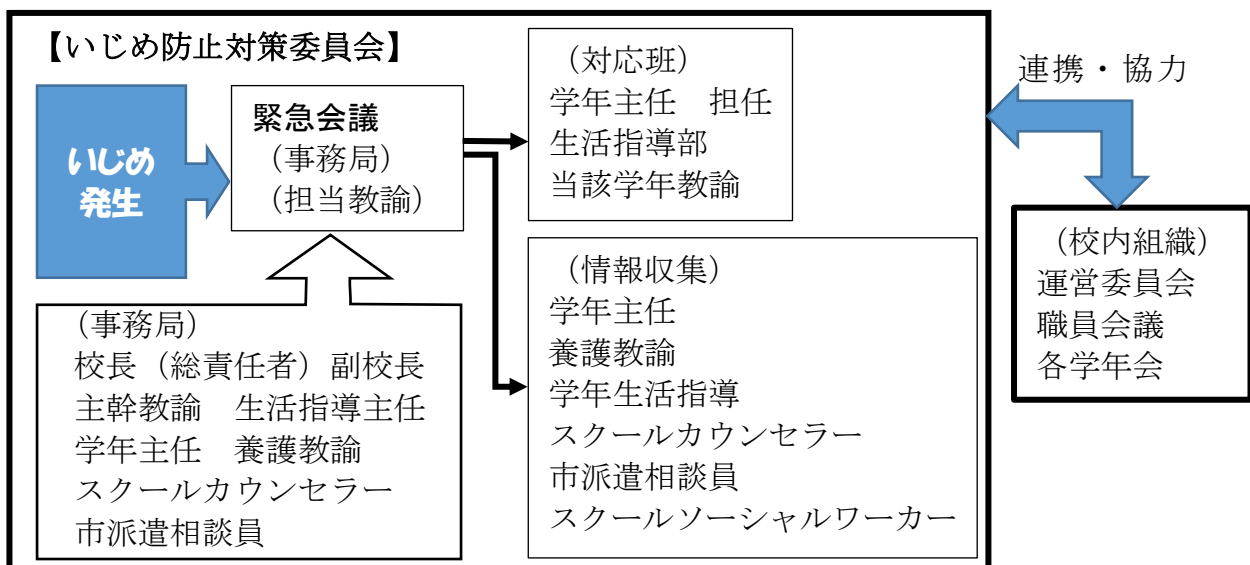 【いじめ防止対策委員会】
いじめ
発生
緊急会議
（事務局）
（担当教諭）
（対応班）
学年主任　担任
生活指導部
当該学年教諭
（情報収集）
学年主任
養護教諭
学年生活指導
スクールカウンセラー
市派遣相談員
スクールソーシャルワーカー
（事務局）
校長（総責任者）副校長
主幹教諭　生活指導主任
学年主任　養護教諭
スクールカウンセラー
市派遣相談員
連携・協力
（校内組織）
運営委員会
職員会議
各学年会